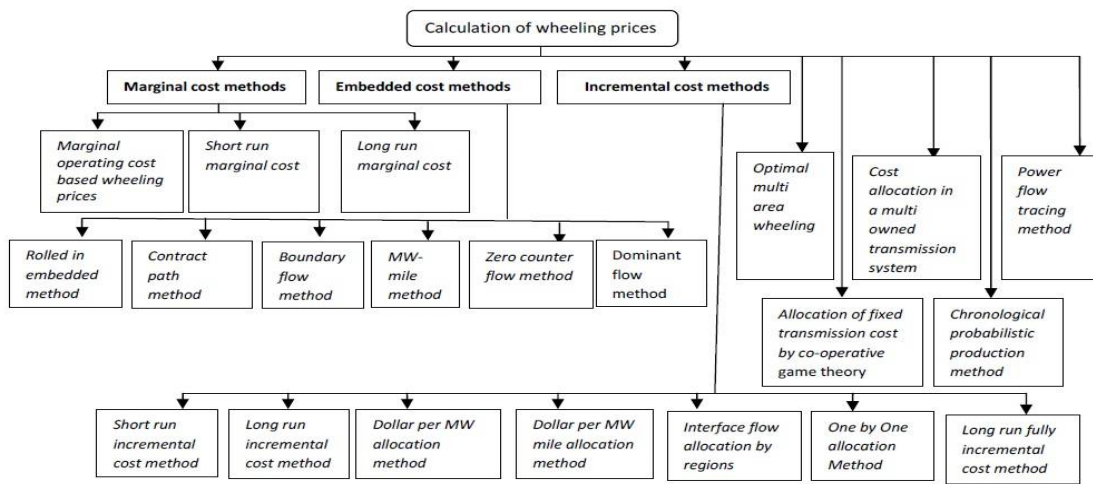 Calculation of wheeling prices
Marginal cost methods
Embedded cost methods
Incremental cost methods
Marginal
operating cost
based wheeling
prices
Short run
marginal cost
Long run
marginal cost
Optimal
multi
area
wheeling
Cost
allocation in
a multi
owned
transmission
system
Power
flow
tracing
method
Rolled in
embedded
method
Contract
path
method
Boundary
flow
method
MW-
mile
method
Zero counter
flow method
Dominant
flow
method
Allocation of fixed
transmission cost
by co-operative
game theory
Chronological
probabilistic
production
method
Short run
incremental
cost method
Long run
incremental
cost method
Dollar per MW
allocation
method
Dollar per MW
mile allocation
method
Interface flow
allocation by
regions
One by One
allocation
Method
Long run fully
incremental
cost method